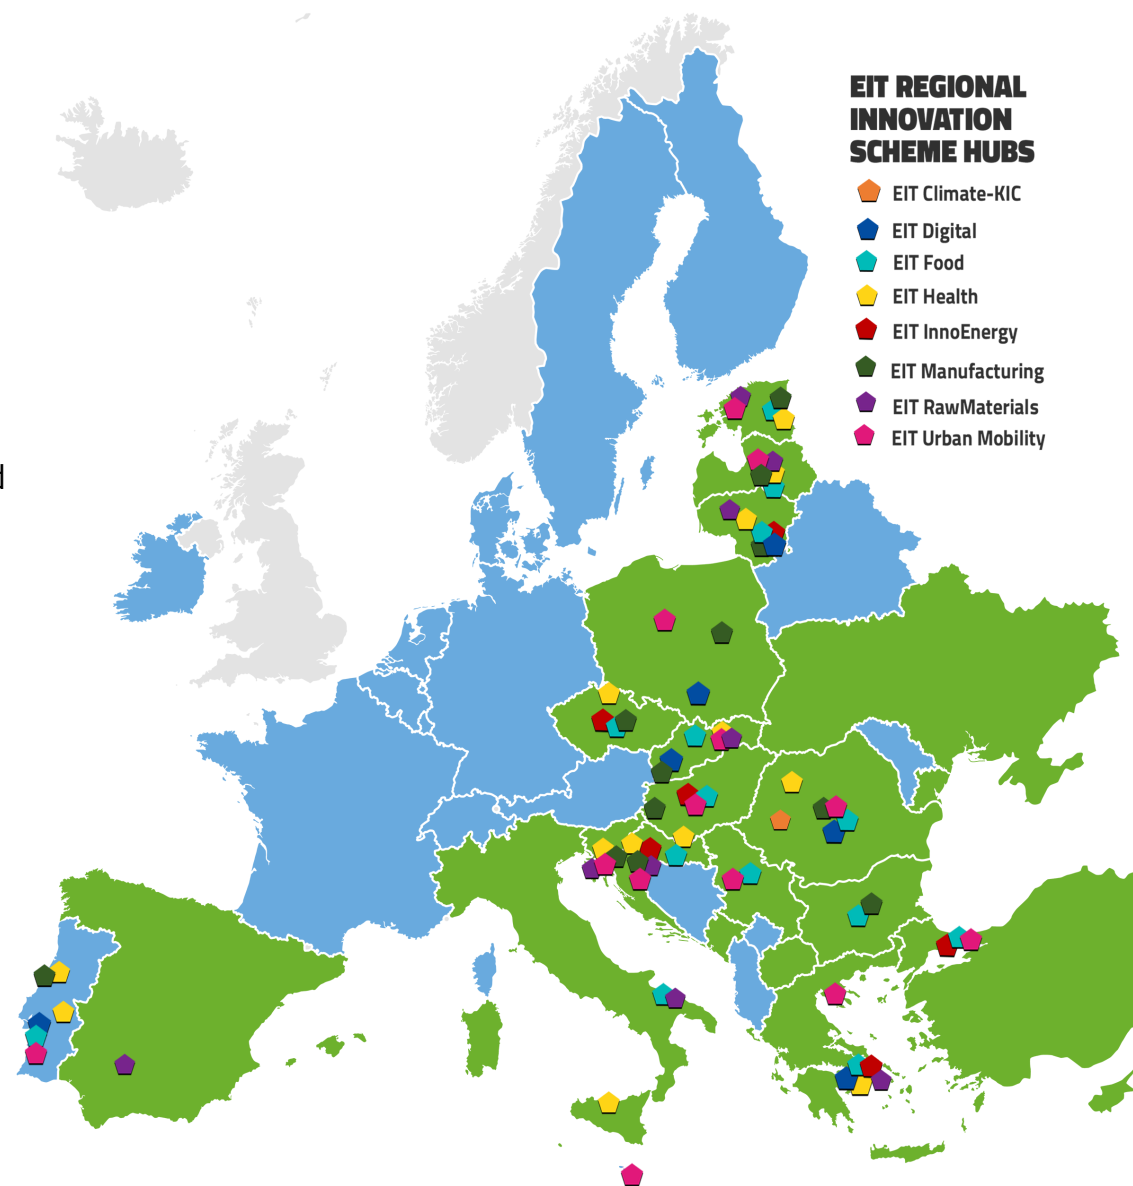 EIT REGIONAL
INNOVATION
SCHEME HUBS
EIT Climate-KIC
EIT Digital
EIT Food
EIT Health
EIT InnoEnergy
EIT Manufacturing
EIT RawMaterials
EIT Urban Mobility